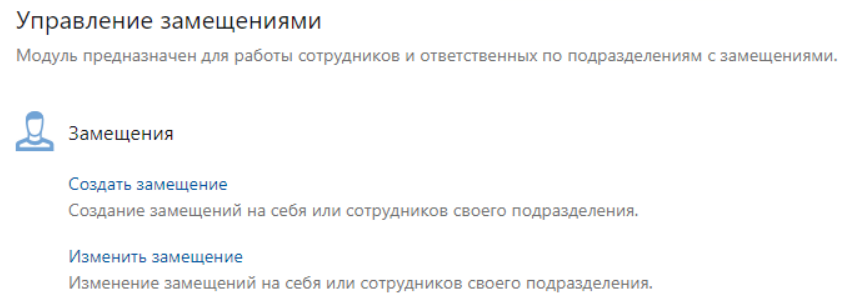 Управление замещениями
Модуль предназначен для работы сотрудников и ответственных по подразделениям с замещениями.
Замещения
Создать замещение
Создание замещений на себя или сотрудников своего подразделения.
Изменить замещение
Изменение замещений на себя или сотрудников своего подразделения.